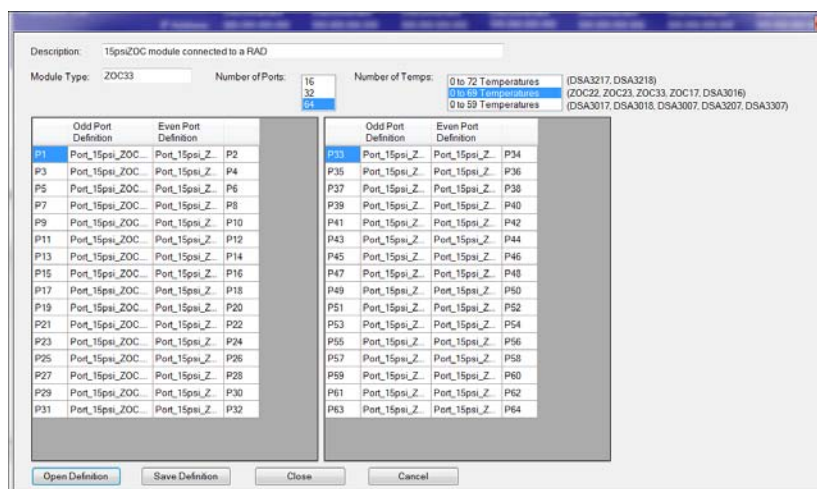 Description: 15psiZOC module connected to a RAD
Module Type: ZOC33 Number of Ports: 16 32 64 Number of Temps: 0 to 72 Temperatures (DSA3217, DSA3218)
0 to 69 Temperatures (ZOC22, ZOC23, ZOC33, ZOC17, DSA3016)
0 to 59 Temperatures (DSA3017, DSA3018, DSA3007, DSA3207, DSA3307)
Odd Port Definition Even Port Definition Odd Port Definition Even Port Definition
P1 Port_15psi_ZOC... Port_15psi_Z... P2 P33 Port_15psi_Z... Port_15psi_Z... P34
P3 Port_15psi_ZOC... Port_15psi_Z... P4 P35 Port_15psi_Z... Port_15psi_Z... P36
P5 Port_15psi_ZOC... Port_15psi_Z... P6 P37 Port_15psi_Z... Port_15psi_Z... P38
P7 Port_15psi_ZOC... Port_15psi_Z... P8 P39 Port_15psi_Z... Port_15psi_Z... P40
P9 Port_15psi_ZOC... Port_15psi_Z... P10 P41 Port_15psi_Z... Port_15psi_Z... P42
P11 Port_15psi_ZOC... Port_15psi_Z... P12 P43 Port_15psi_Z... Port_15psi_Z... P44
P13 Port_15psi_ZOC... Port_15psi_Z... P14 P45 Port_15psi_Z... Port_15psi_Z... P46
P15 Port_15psi_ZOC... Port_15psi_Z... P16 P47 Port_15psi_Z... Port_15psi_Z... P48
P17 Port_15psi_ZOC... Port_15psi_Z... P18 P49 Port_15psi_Z... Port_15psi_Z... P50
P19 Port_15psi_ZOC... Port_15psi_Z... P20 P51 Port_15psi_Z... Port_15psi_Z... P52
P21 Port_15psi_ZOC... Port_15psi_Z... P22 P53 Port_15psi_Z... Port_15psi_Z... P54
P23 Port_15psi_ZOC... Port_15psi_Z... P24 P55 Port_15psi_Z... Port_15psi_Z... P56
P25 Port_15psi_ZOC... Port_15psi_Z... P26 P57 Port_15psi_Z... Port_15psi_Z... P58
P27 Port_15psi_ZOC... Port_15psi_Z... P28 P59 Port_15psi_Z... Port_15psi_Z... P60
P29 Port_15psi_ZOC... Port_15psi_Z... P30 P61 Port_15psi_Z... Port_15psi_Z... P62
P31 Port_15psi_ZOC... Port_15psi_Z... P32 P63 Port_15psi_Z... Port_15psi_Z... P64
Open Definition Save Definition Close Cancel